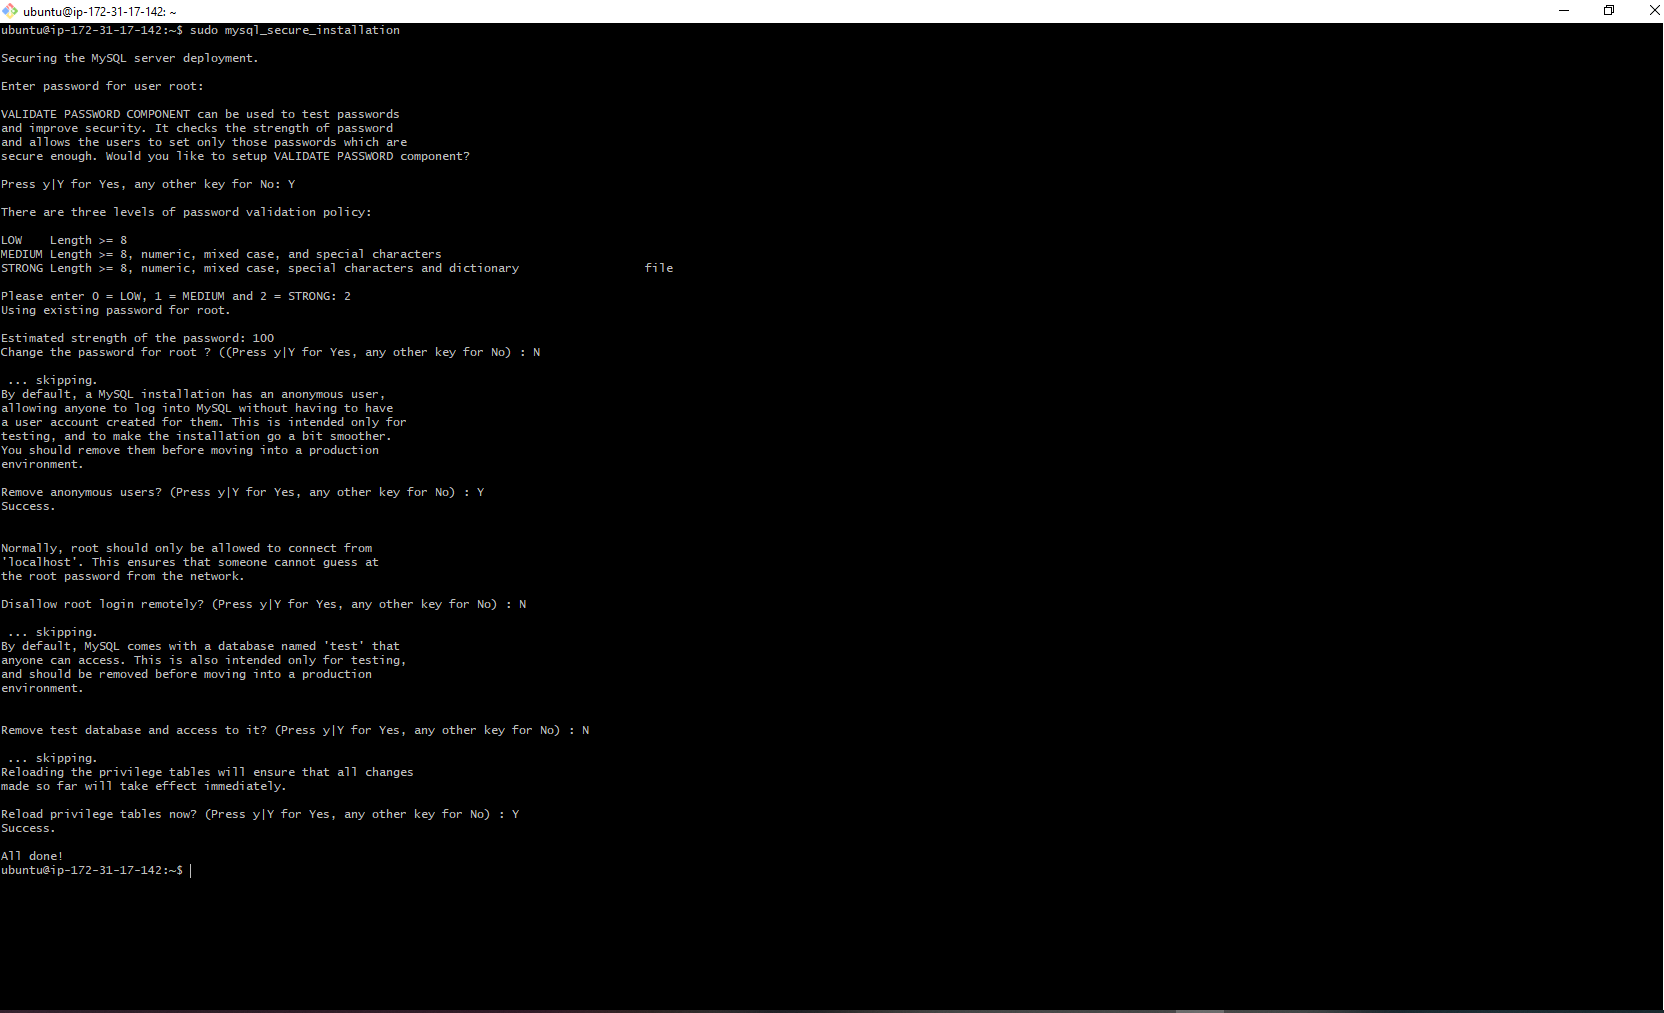 ubuntu@ip-172-31-17-142: ~
ubuntu@ip-172-31-17-142:~$ sudo mysql_secure_installation
Securing the MySQL server deployment.
Enter password for user root:
VALIDATE PASSWORD COMPONENT can be used to test passwords
and improve security. It checks the strength of password
and allows the users to set only those passwords which are
secure enough. Would you like to setup VALIDATE PASSWORD component?
Press y|Y for Yes, any other key for No: Y
There are three levels of password validation policy:
LOW    Length >= 8
MEDIUM Length >= 8, numeric, mixed case, and special characters
STRONG Length >= 8, numeric, mixed case, special characters and dictionary                  file
Please enter 0 = LOW, 1 = MEDIUM and 2 = STRONG: 2
Using existing password for root.
Estimated strength of the password: 100
Change the password for root ? ((Press y|Y for Yes, any other key for No) : N
 ... skipping.
By default, a MySQL installation has an anonymous user,
allowing anyone to log into MySQL without having to have
a user account created for them. This is intended only for
testing, and to make the installation go a bit smoother.
You should remove them before moving into a production
environment.
Remove anonymous users? (Press y|Y for Yes, any other key for No) : Y
Success.
Normally, root should only be allowed to connect from
'localhost'. This ensures that someone cannot guess at
the root password from the network.
Disallow root login remotely? (Press y|Y for Yes, any other key for No) : N
 ... skipping.
By default, MySQL comes with a database named 'test' that
anyone can access. This is also intended only for testing,
and should be removed before moving into a production
environment.
Remove test database and access to it? (Press y|Y for Yes, any other key for No) : N
 ... skipping.
Reloading the privilege tables will ensure that all changes
made so far will take effect immediately.
Reload privilege tables now? (Press y|Y for Yes, any other key for No) : Y
Success.
All done!
ubuntu@ip-172-31-17-142:~$